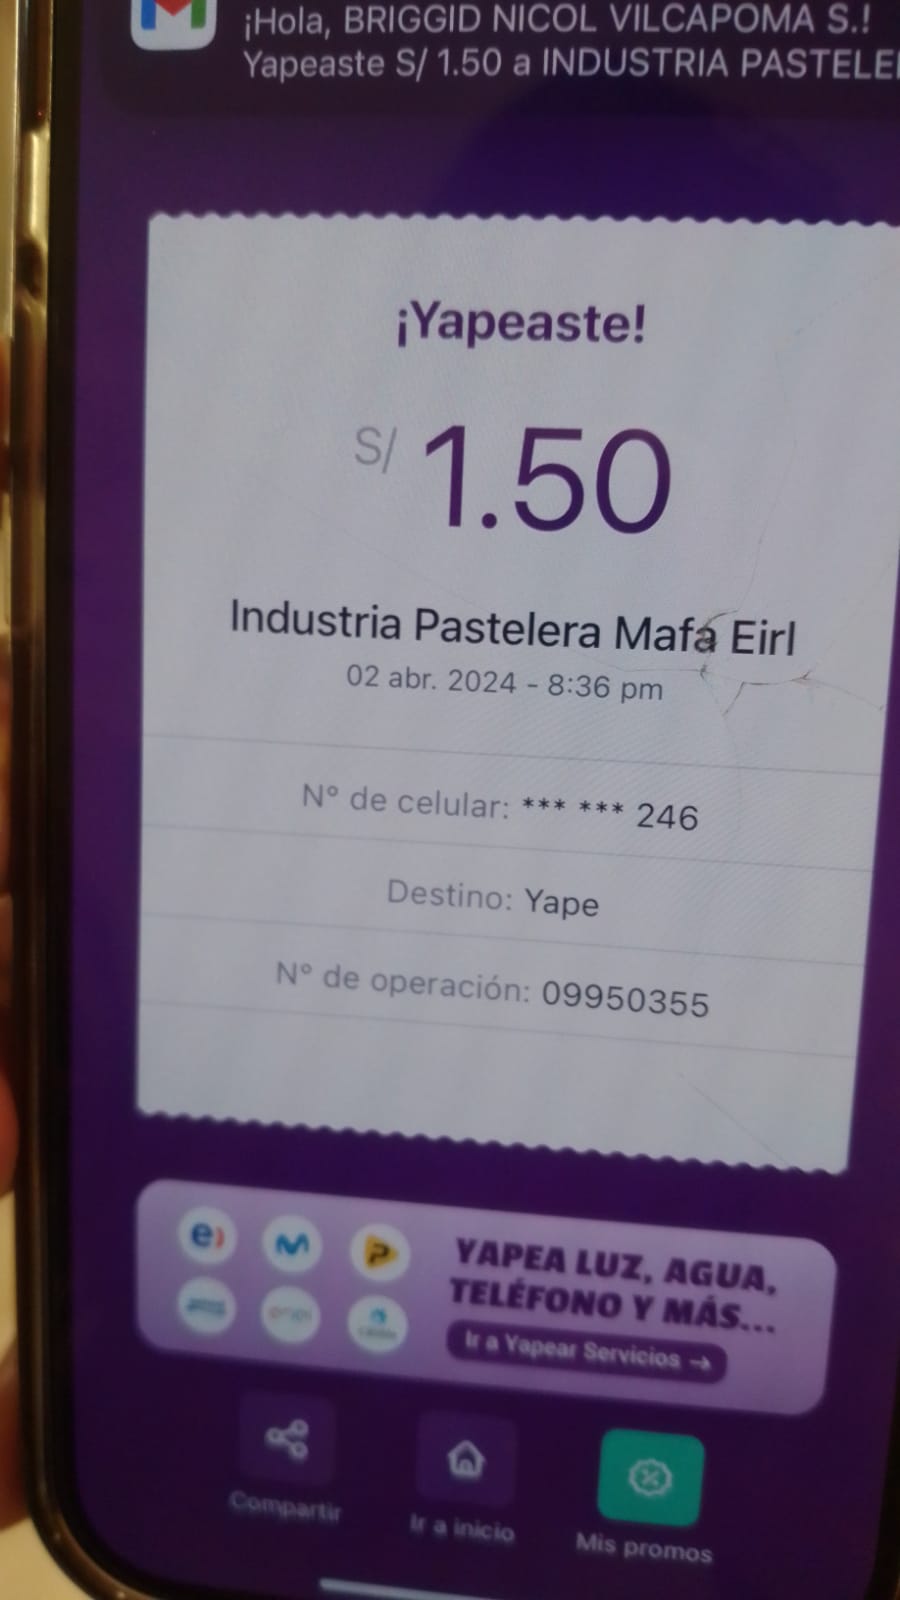 ¡Hola, BRIGGID NICOL VILCAPOMA S.!
Yapeaste S/ 1.50 a INDUSTRIA PASTELE
¡Yapeaste!
S/ 1.50
Industria Pastelera Mafa Eirl
02 abr. 2024 - 8:36 pm
N° de celular: *** *** 246
Destino: Yape
N° de operación: 09950355
YAPEA LUZ, AGUA,
TELÉFONO Y MÁS...
Ir a Yapear Servicios →
Compartir
Ir a inicio
Mis promos